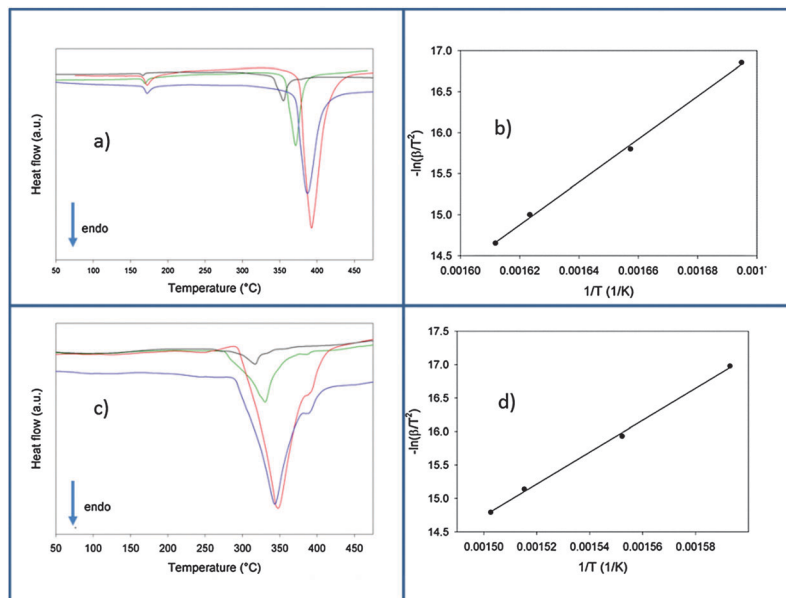 a)
Heat flow (a.u.)
endo
50 100 150 200 250 300 350 400 450
Temperature (°C)
b)
-ln(β/T²)
17.0
16.5
16.0
15.5
15.0
14.5
0.00160 0.00162 0.00164 0.00166 0.00168 0.001
1/T (1/K)
c)
Heat flow (a.u.)
endo
50 100 150 200 250 300 350 400 450
Temperature (°C)
d)
-ln(β/T²)
17.5
17.0
16.5
16.0
15.5
15.0
14.5
0.00150 0.00152 0.00154 0.00156 0.00158
1/T (1/K)